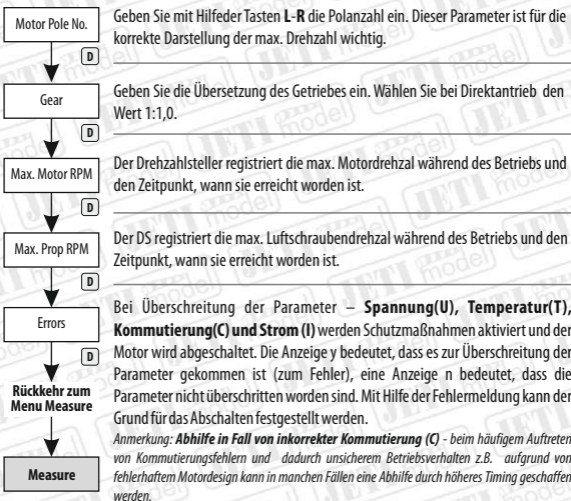 Motor Pole No.
Geben Sie mit Hilfeder Tasten L-R die Polanzahl ein. Dieser Parameter ist für die
korrekte Darstellung der max. Drehzahl wichtig.
D
Gear
Geben Sie die Übersetzung des Getriebes ein. Wählen Sie bei Direktantrieb den
Wert 1:1,0.
D
Max. Motor RPM
Der Drehzahlsteller registriert die max. Motordrehzal während des Betriebs und
den Zeitpunkt, wann sie erreicht worden ist.
D
Max. Prop RPM
Der DS registriert die max. Luftschraubendrehzal während des Betriebs und den
Zeitpunkt, wann sie erreicht worden ist.
D
Errors
Bei Überschreitung der Parameter – Spannung(U), Temperatur(T),
Kommutierung(C) und Strom (I) werden Schutzmaßnahmen aktiviert und der
Motor wird abgeschaltet. Die Anzeige y bedeutet, dass es zur Überschreitung der
Parameter gekommen ist (zum Fehler), eine Anzeige n bedeutet, dass die
Parameter nicht überschritten worden sind. Mit Hilfe der Fehlermeldung kann der
Grund für das Abschalten festgestellt werden.
D
Rückkehr zum
Menu Measure
Anmerkung: Abhilfe in Fall von inkorrekter Kommutierung (C) - beim häufigem Auftreten
von Kommutierungsfehlern und dadurch unsicherem Betriebsverhalten z.B. aufgrund von
fehlerhaftem Motordesign kann in manchen Fällen eine Abhilfe durch höheres Timing geschaffen
werden.
Measure